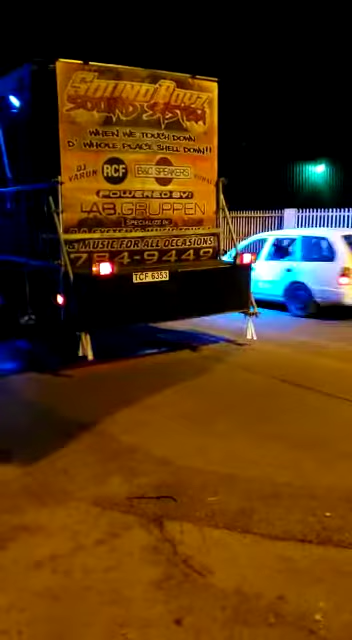 SOUND BOYZ
SOUND SYSTEM
WHEN WE TOUCH DOWN
D' WHOLE PLACE SHELL DOWN!!
DJ
VARUN
RCF
B&C SPEAKERS
POWERED BY:
LAB.GRUPPEN
SPECIALIZE IN
& MUSIC FOR ALL OCCASIONS
784-9449
TCF 6353